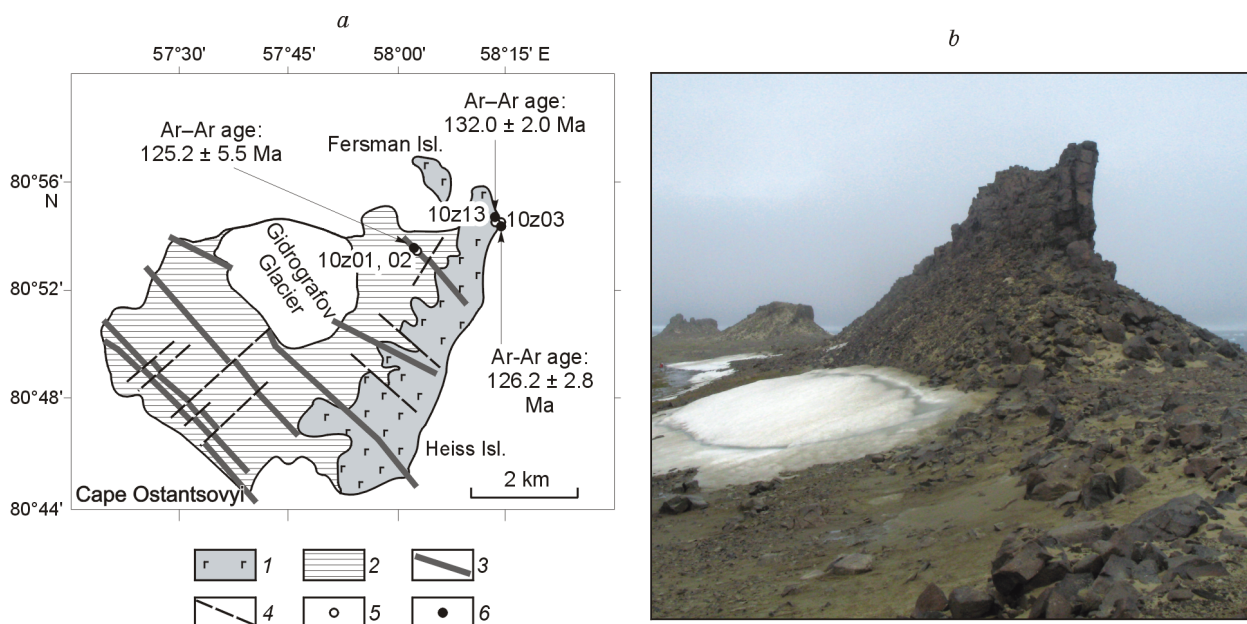 a
b
57°30'
57°45'
58°00'
58°15' E
Ar–Ar age:
132.0 ± 2.0 Ma
Ar–Ar age:
125.2 ± 5.5 Ma
Fersman Isl.
80°56'
N
10z13
10z03
Gidrografov
Glacier
10z01, 02
80°52'
Ar-Ar age:
126.2 ± 2.8
Ma
80°48'
Heiss Isl.
2 km
Cape Ostantsovyi
80°44'
1
2
3
4
5
6